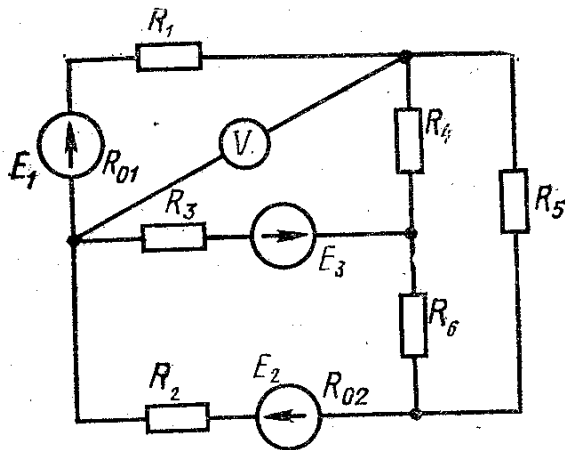 R₁
V
R₄
E₁
R₀₁
R₃
R₅
E₃
R₆
E₂
R₂
R₀₂